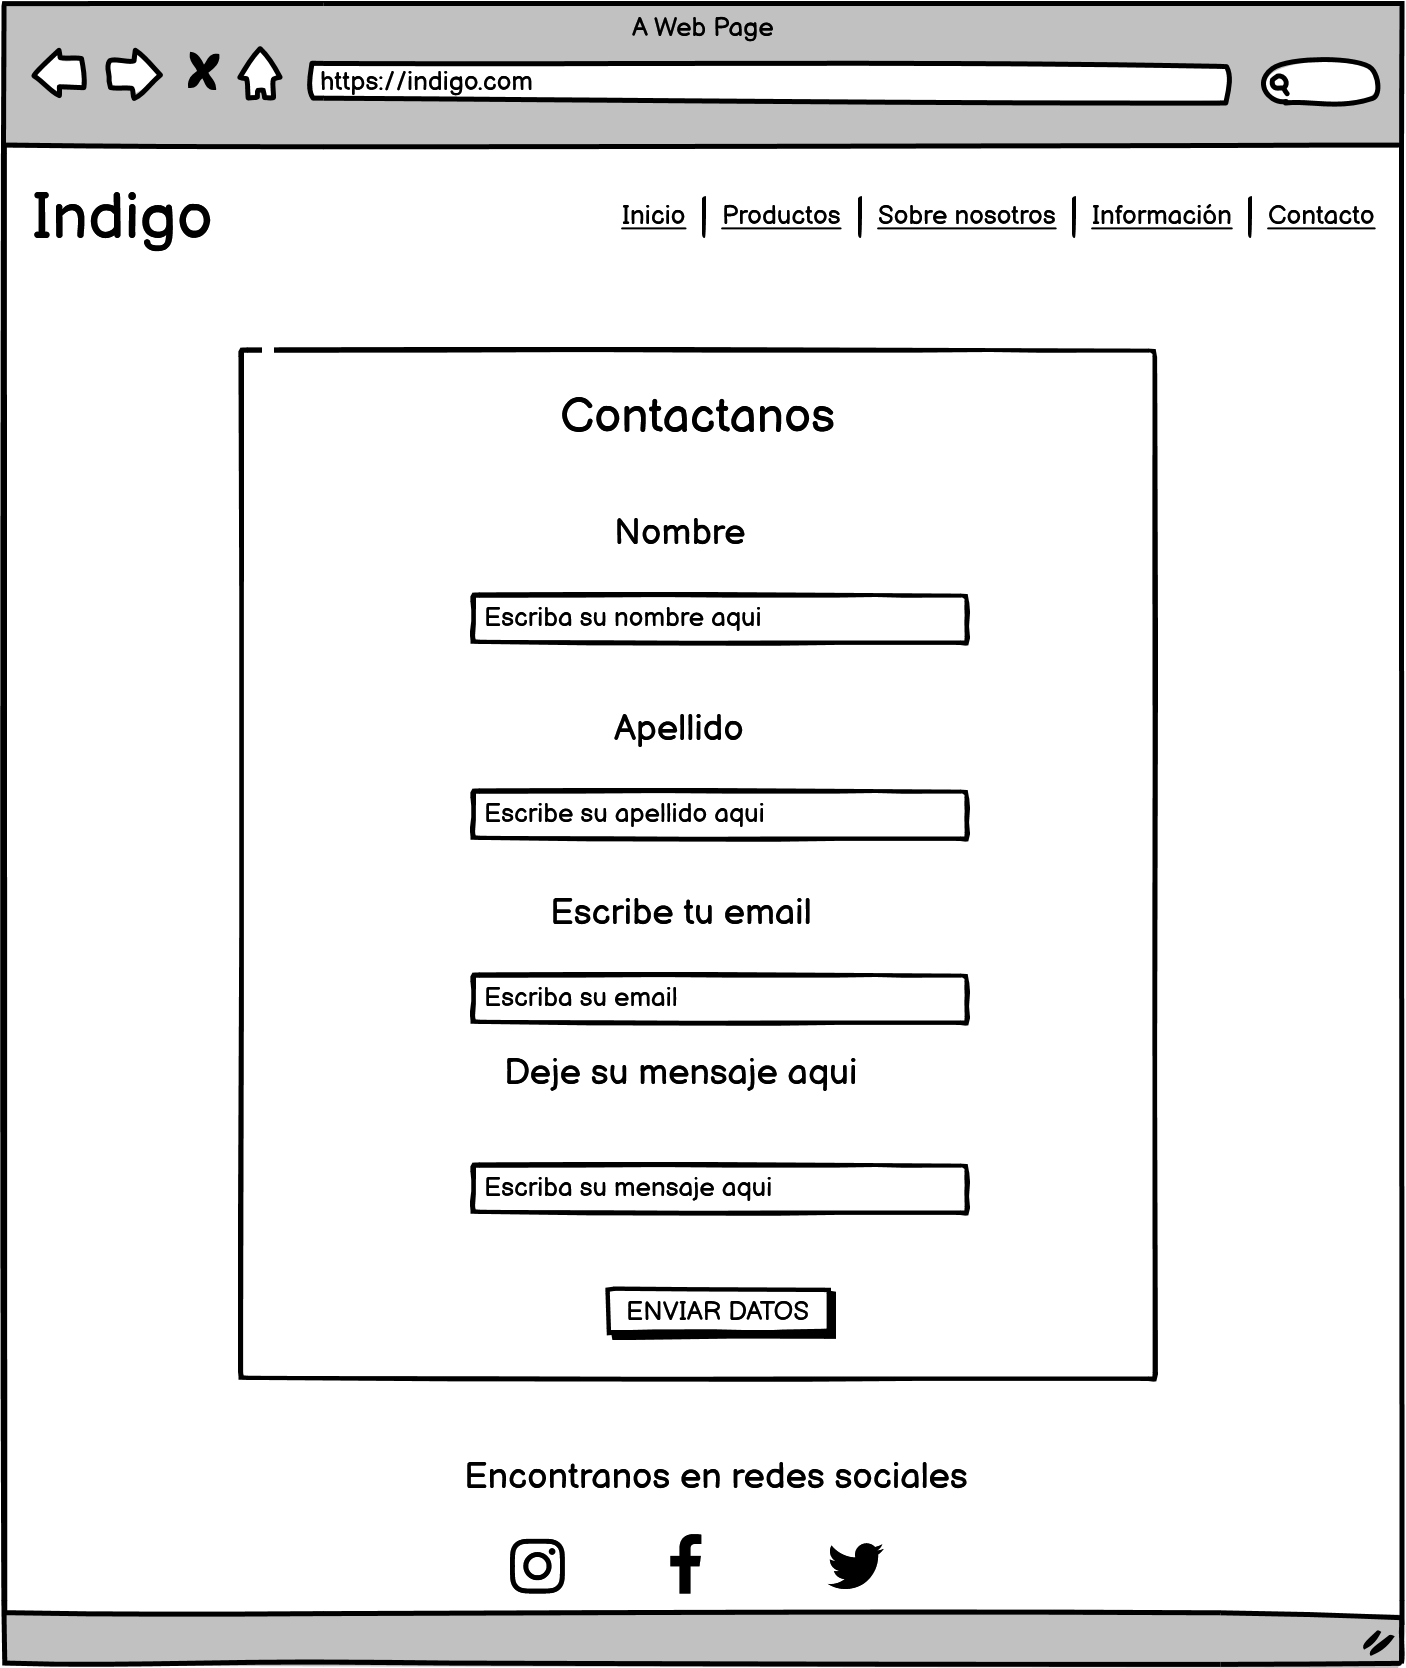 A Web Page
https://indigo.com
Indigo
Inicio | Productos | Sobre nosotros | Información | Contacto
Contactanos
Nombre
Escriba su nombre aqui
Apellido
Escribe su apellido aqui
Escribe tu email
Escriba su email
Deje su mensaje aqui
Escriba su mensaje aqui
ENVIAR DATOS
Encontranos en redes sociales